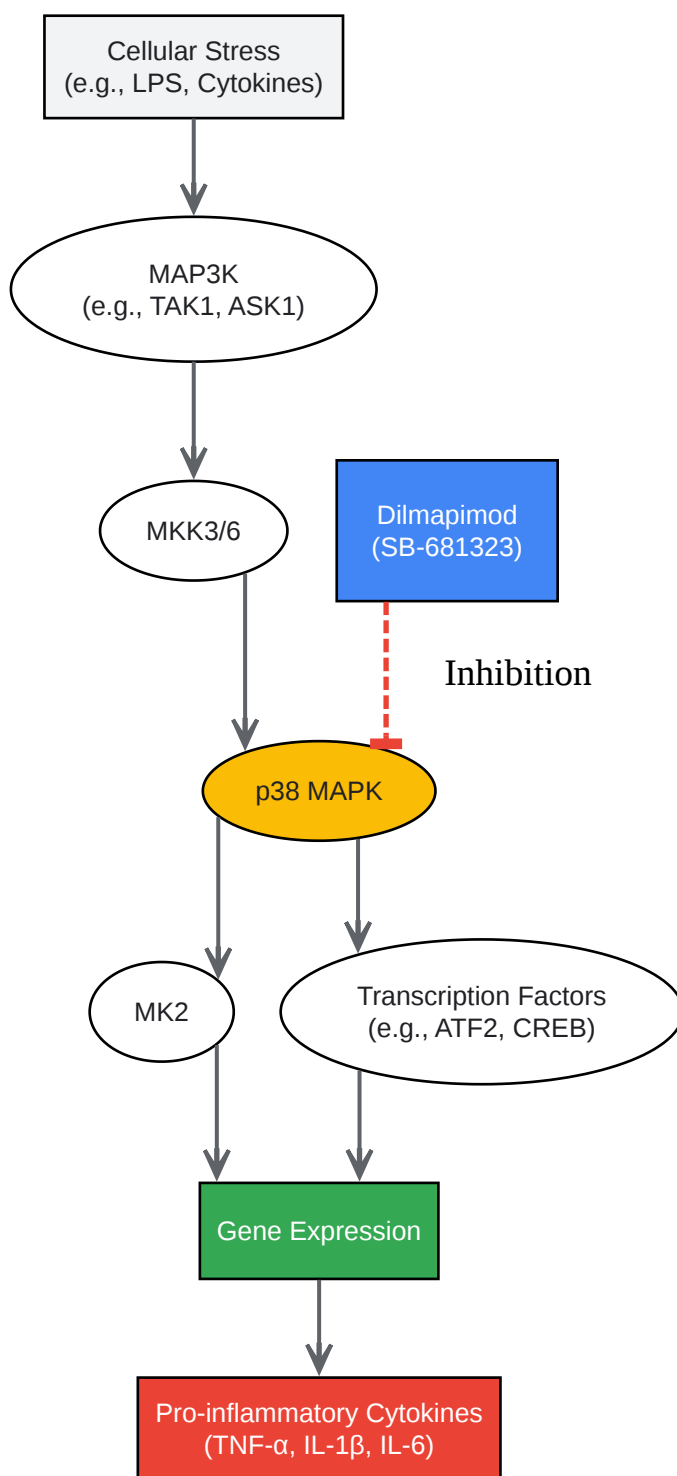 Cellular Stress
(e.g., LPS, Cytokines)
MAP3K
(e.g., TAK1, ASK1)
MKK3/6
Dilmapimod
(SB-681323)
Inhibition
p38 MAPK
MK2
Transcription Factors
(e.g., ATF2, CREB)
Gene Expression
Pro-inflammatory Cytokines
(TNF-α, IL-1β, IL-6)